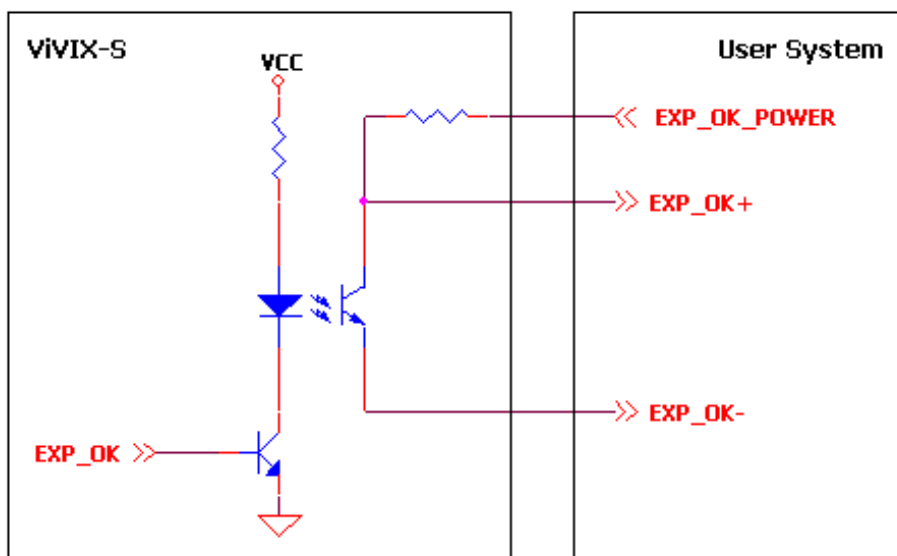 ViVIX-S
User System
VCC
EXP_OK_POWER
EXP_OK+
EXP_OK-
EXP_OK